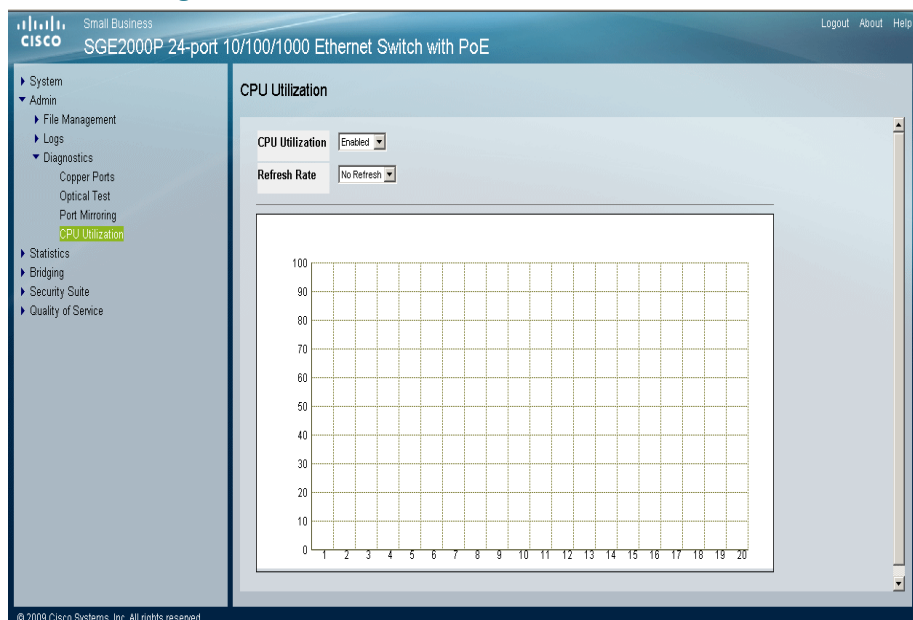 Small Business
CISCO
SGE2000P 24-port 10/100/1000 Ethernet Switch with PoE
Logout About Help
System
Admin
File Management
Logs
Diagnostics
Copper Ports
Optical Test
Port Mirroring
CPU Utilization
Statistics
Bridging
Security Suite
Quality of Service
CPU Utilization
CPU Utilization Enabled
Refresh Rate No Refresh
100
90
80
70
60
50
40
30
20
10
0
1 2 3 4 5 6 7 8 9 10 11 12 13 14 15 16 17 18 19 20
© 2009 Cisco Systems, Inc. All rights reserved.